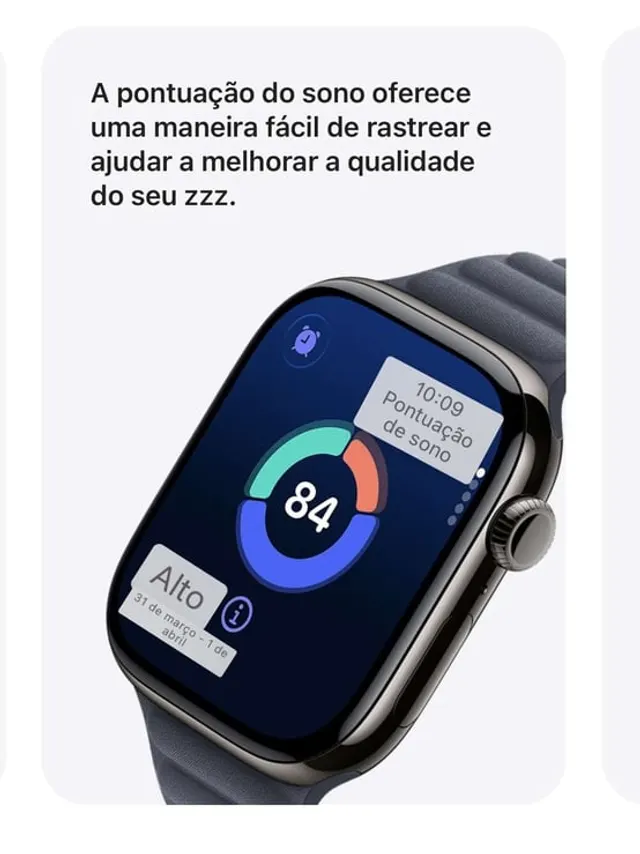 A pontuação do sono oferece
uma maneira fácil de rastrear e
ajudar a melhorar a qualidade
do seu zzz.
10:09
Pontuação
de sono
84
Alto
31 de março - 1 de
abril